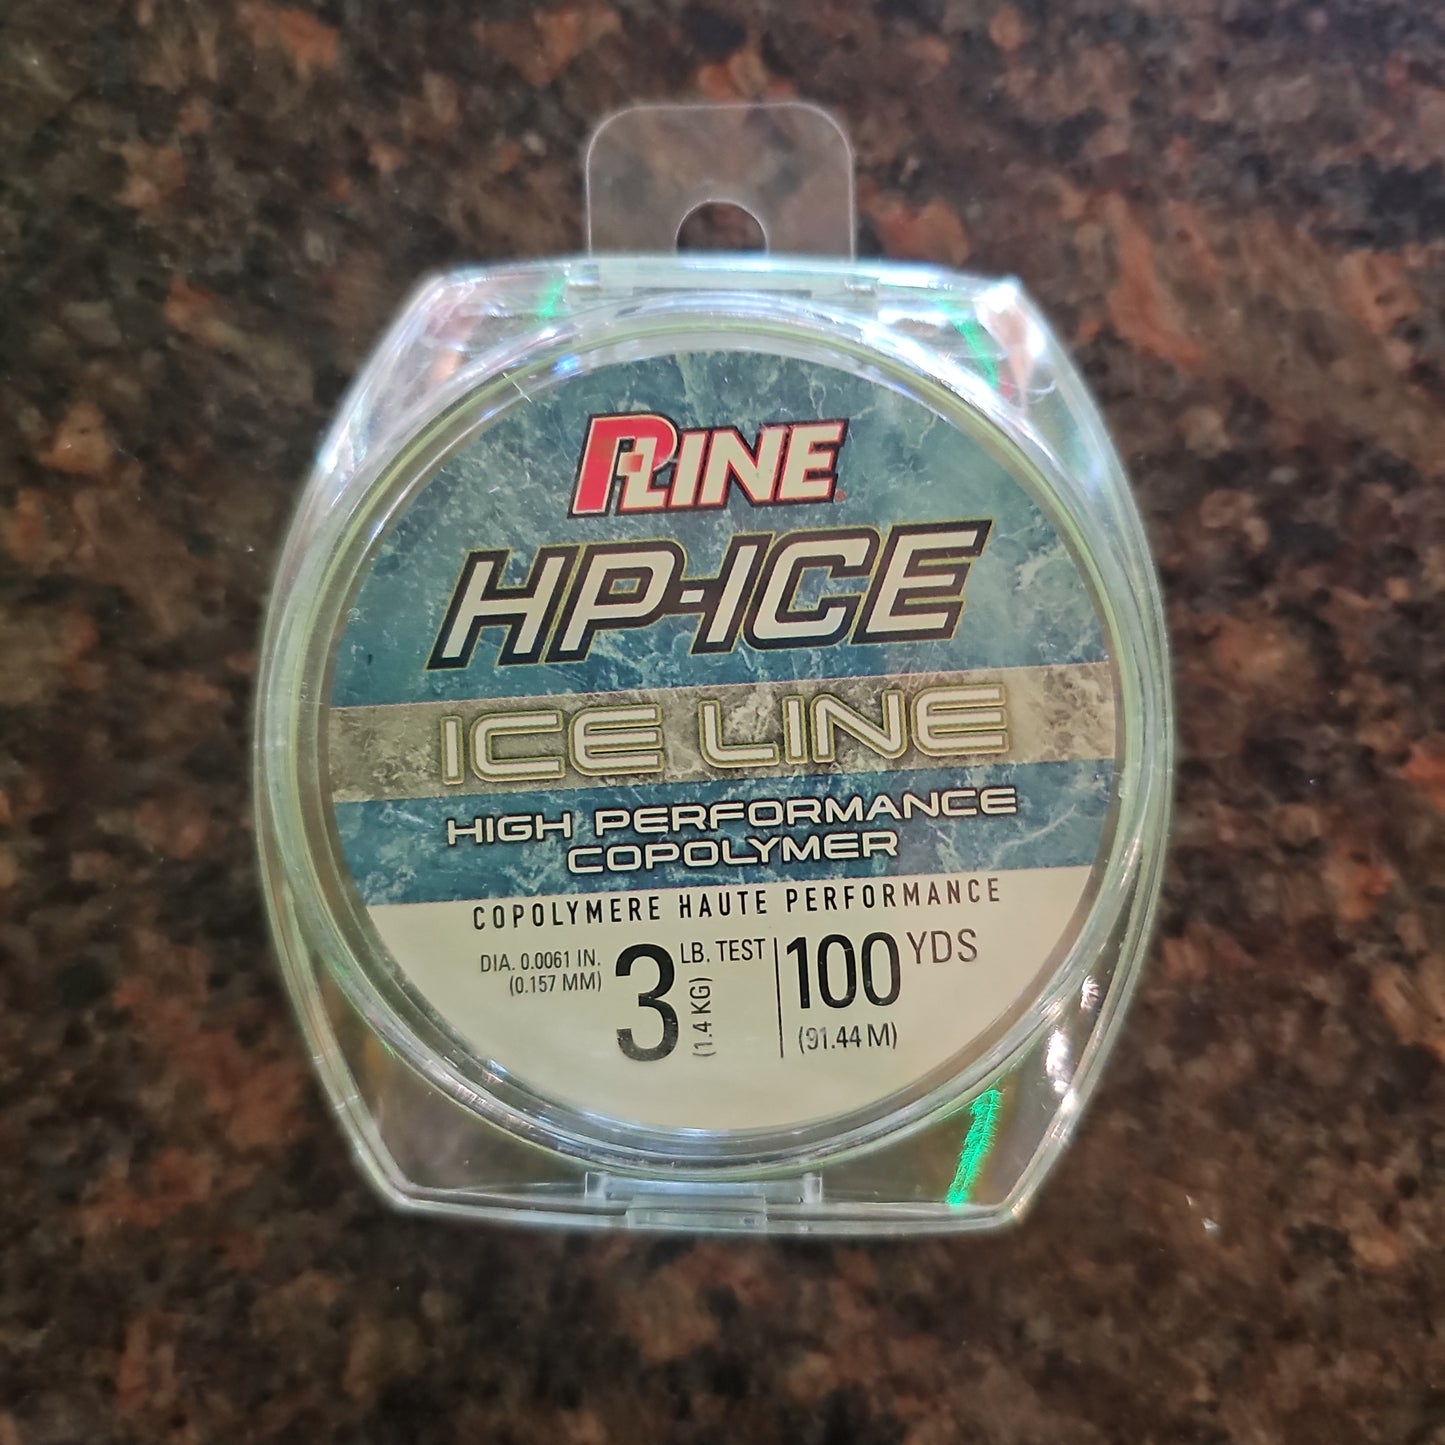 P-LINE
HP-ICE
ICE LINE
HIGH PERFORMANCE
COPOLYMER
COPOLYMERE HAUTE PERFORMANCE
DIA. 0.0061 IN.
(0.157 MM)
3 LB. TEST
(1.4 KG)
100 YDS
(91.44 M)